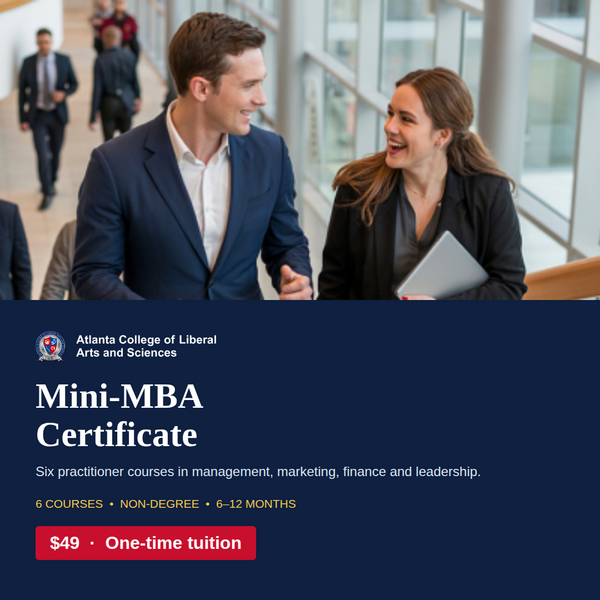 Atlanta College of Liberal
Arts and Sciences
Mini-MBA
Certificate
Six practitioner courses in management, marketing, finance and leadership.
6 COURSES • NON-DEGREE • 6–12 MONTHS
$49 · One-time tuition